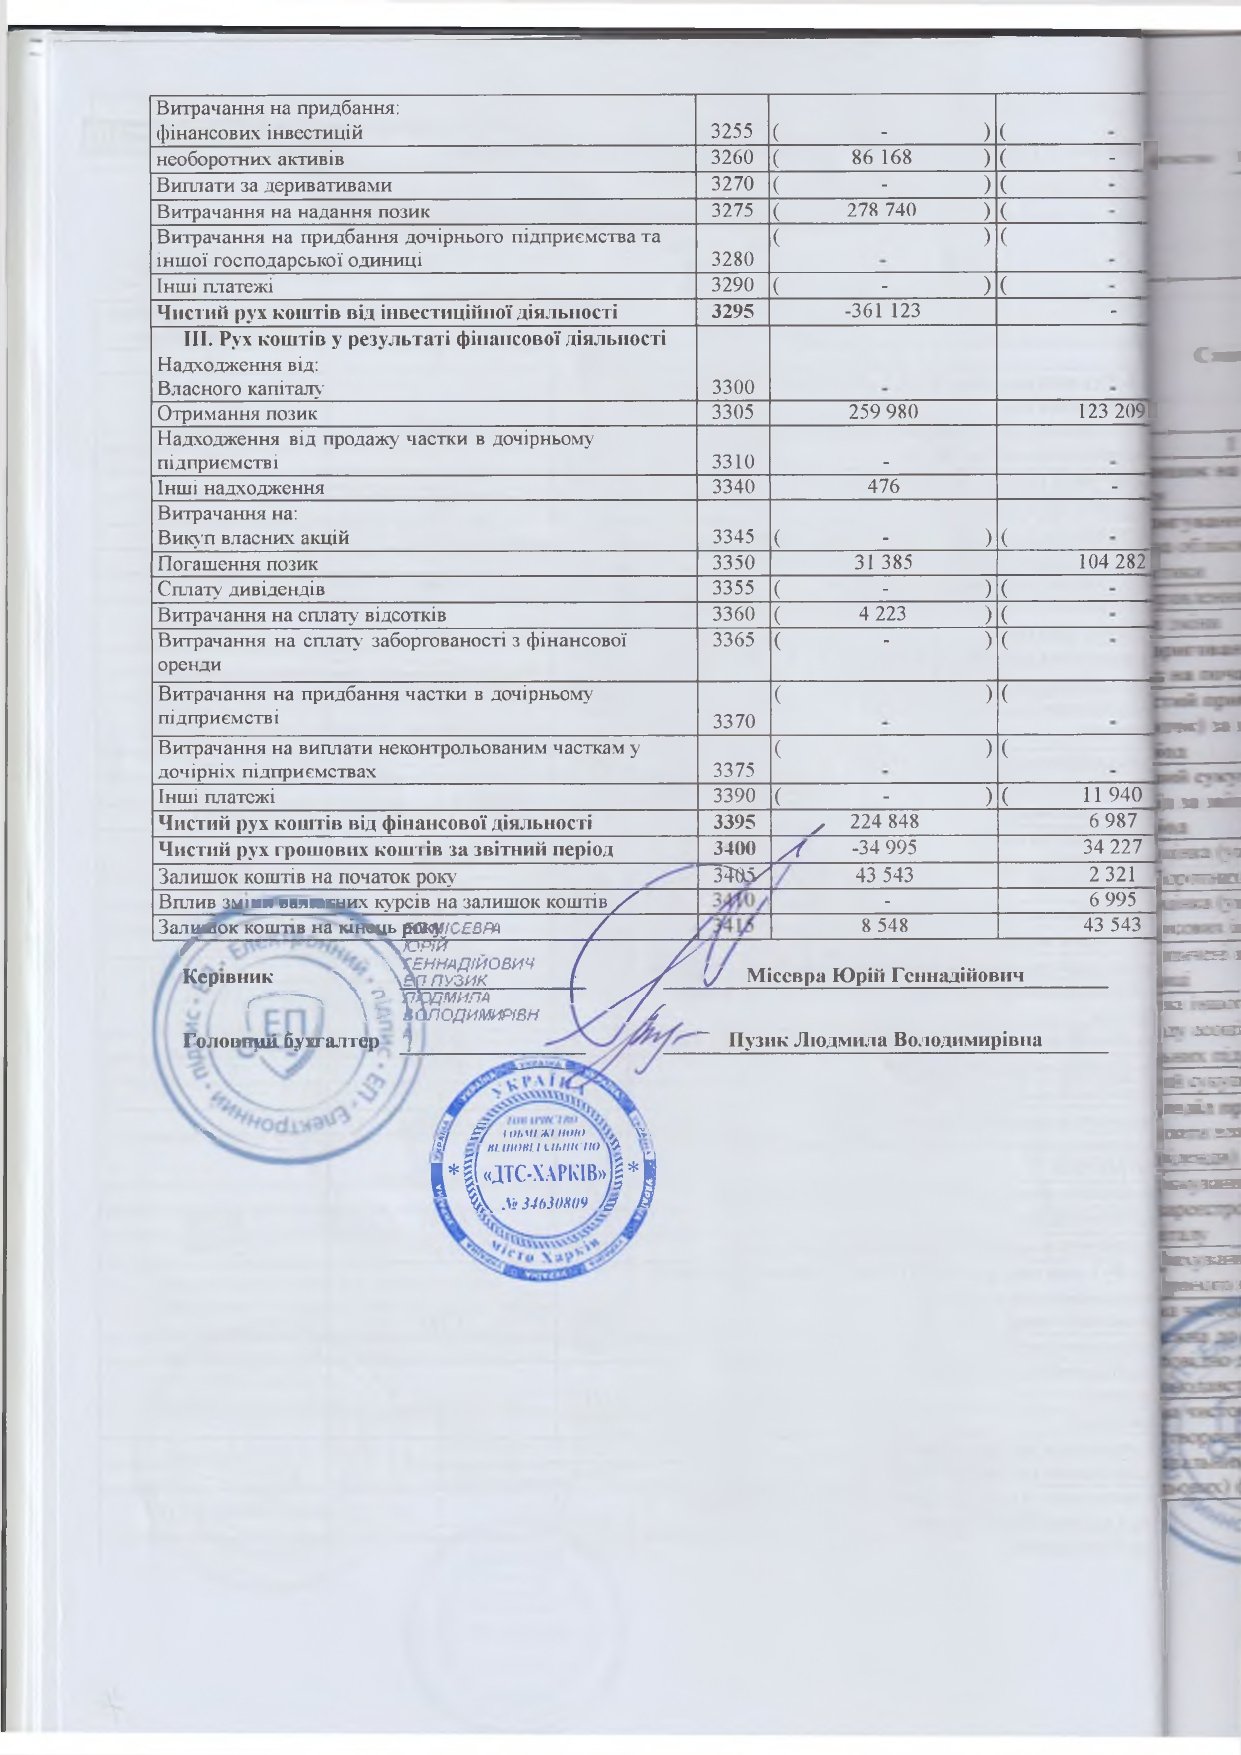 Витрачання на придбання:
фінансових інвестицій 3255 ( - ) ( -
необоротних активів 3260 ( 86 168 ) ( -
Виплати за деривативами 3270 ( - ) ( -
Витрачання на надання позик 3275 ( 278 740 ) ( -
Витрачання на придбання дочірнього підприємства та ( ) (
іншої господарської одиниці 3280 - -
Інші платежі 3290 ( - ) ( -
Чистий рух коштів від інвестиційної діяльності 3295 -361 123 -
III. Рух коштів у результаті фінансової діяльності
Надходження від:
Власного капіталу 3300 - -
Отримання позик 3305 259 980 123 209
Надходження від продажу частки в дочірньому
підприємстві 3310 - -
Інші надходження 3340 476 -
Витрачання на:
Викуп власних акцій 3345 ( - ) ( -
Погашення позик 3350 31 385 104 282
Сплату дивідендів 3355 ( - ) ( -
Витрачання на сплату відсотків 3360 ( 4 223 ) ( -
Витрачання на сплату заборгованості з фінансової 3365 ( - ) ( -
оренди
Витрачання на придбання частки в дочірньому ( ) (
підприємстві 3370 - -
Витрачання на виплати неконтрольованим часткам у ( ) (
дочірніх підприємствах 3375 - -
Інші платежі 3390 ( - ) ( 11 940
Чистий рух коштів від фінансової діяльності 3395 224 848 6 987
Чистий рух грошових коштів за звітний період 3400 -34 995 34 227
Залишок коштів на початок року 3405 43 543 2 321
Вплив зміни валютних курсів на залишок коштів 3410 - 6 995
Залишок коштів на кінець року 3415 8 548 43 543
МІСЕВРА
ЮРІЙ
ГЕННАДІЙОВИЧ
Керівник ЕП ПУЗИК Місевра Юрій Геннадійович
ЛЮДМИЛА
ВОЛОДИМИРІВН
А
Головний бухгалтер Пузик Людмила Володимирівна
ЕП
Електронний • підпис • ЕП • Електронний • підпис • ЕП
УКРАЇНА
ТОВАРИСТВО
З ОБМЕЖЕНОЮ
ВІДПОВІДАЛЬНІСТЮ
* «ДТС-ХАРКІВ» *
№ 34630809
місто Харків